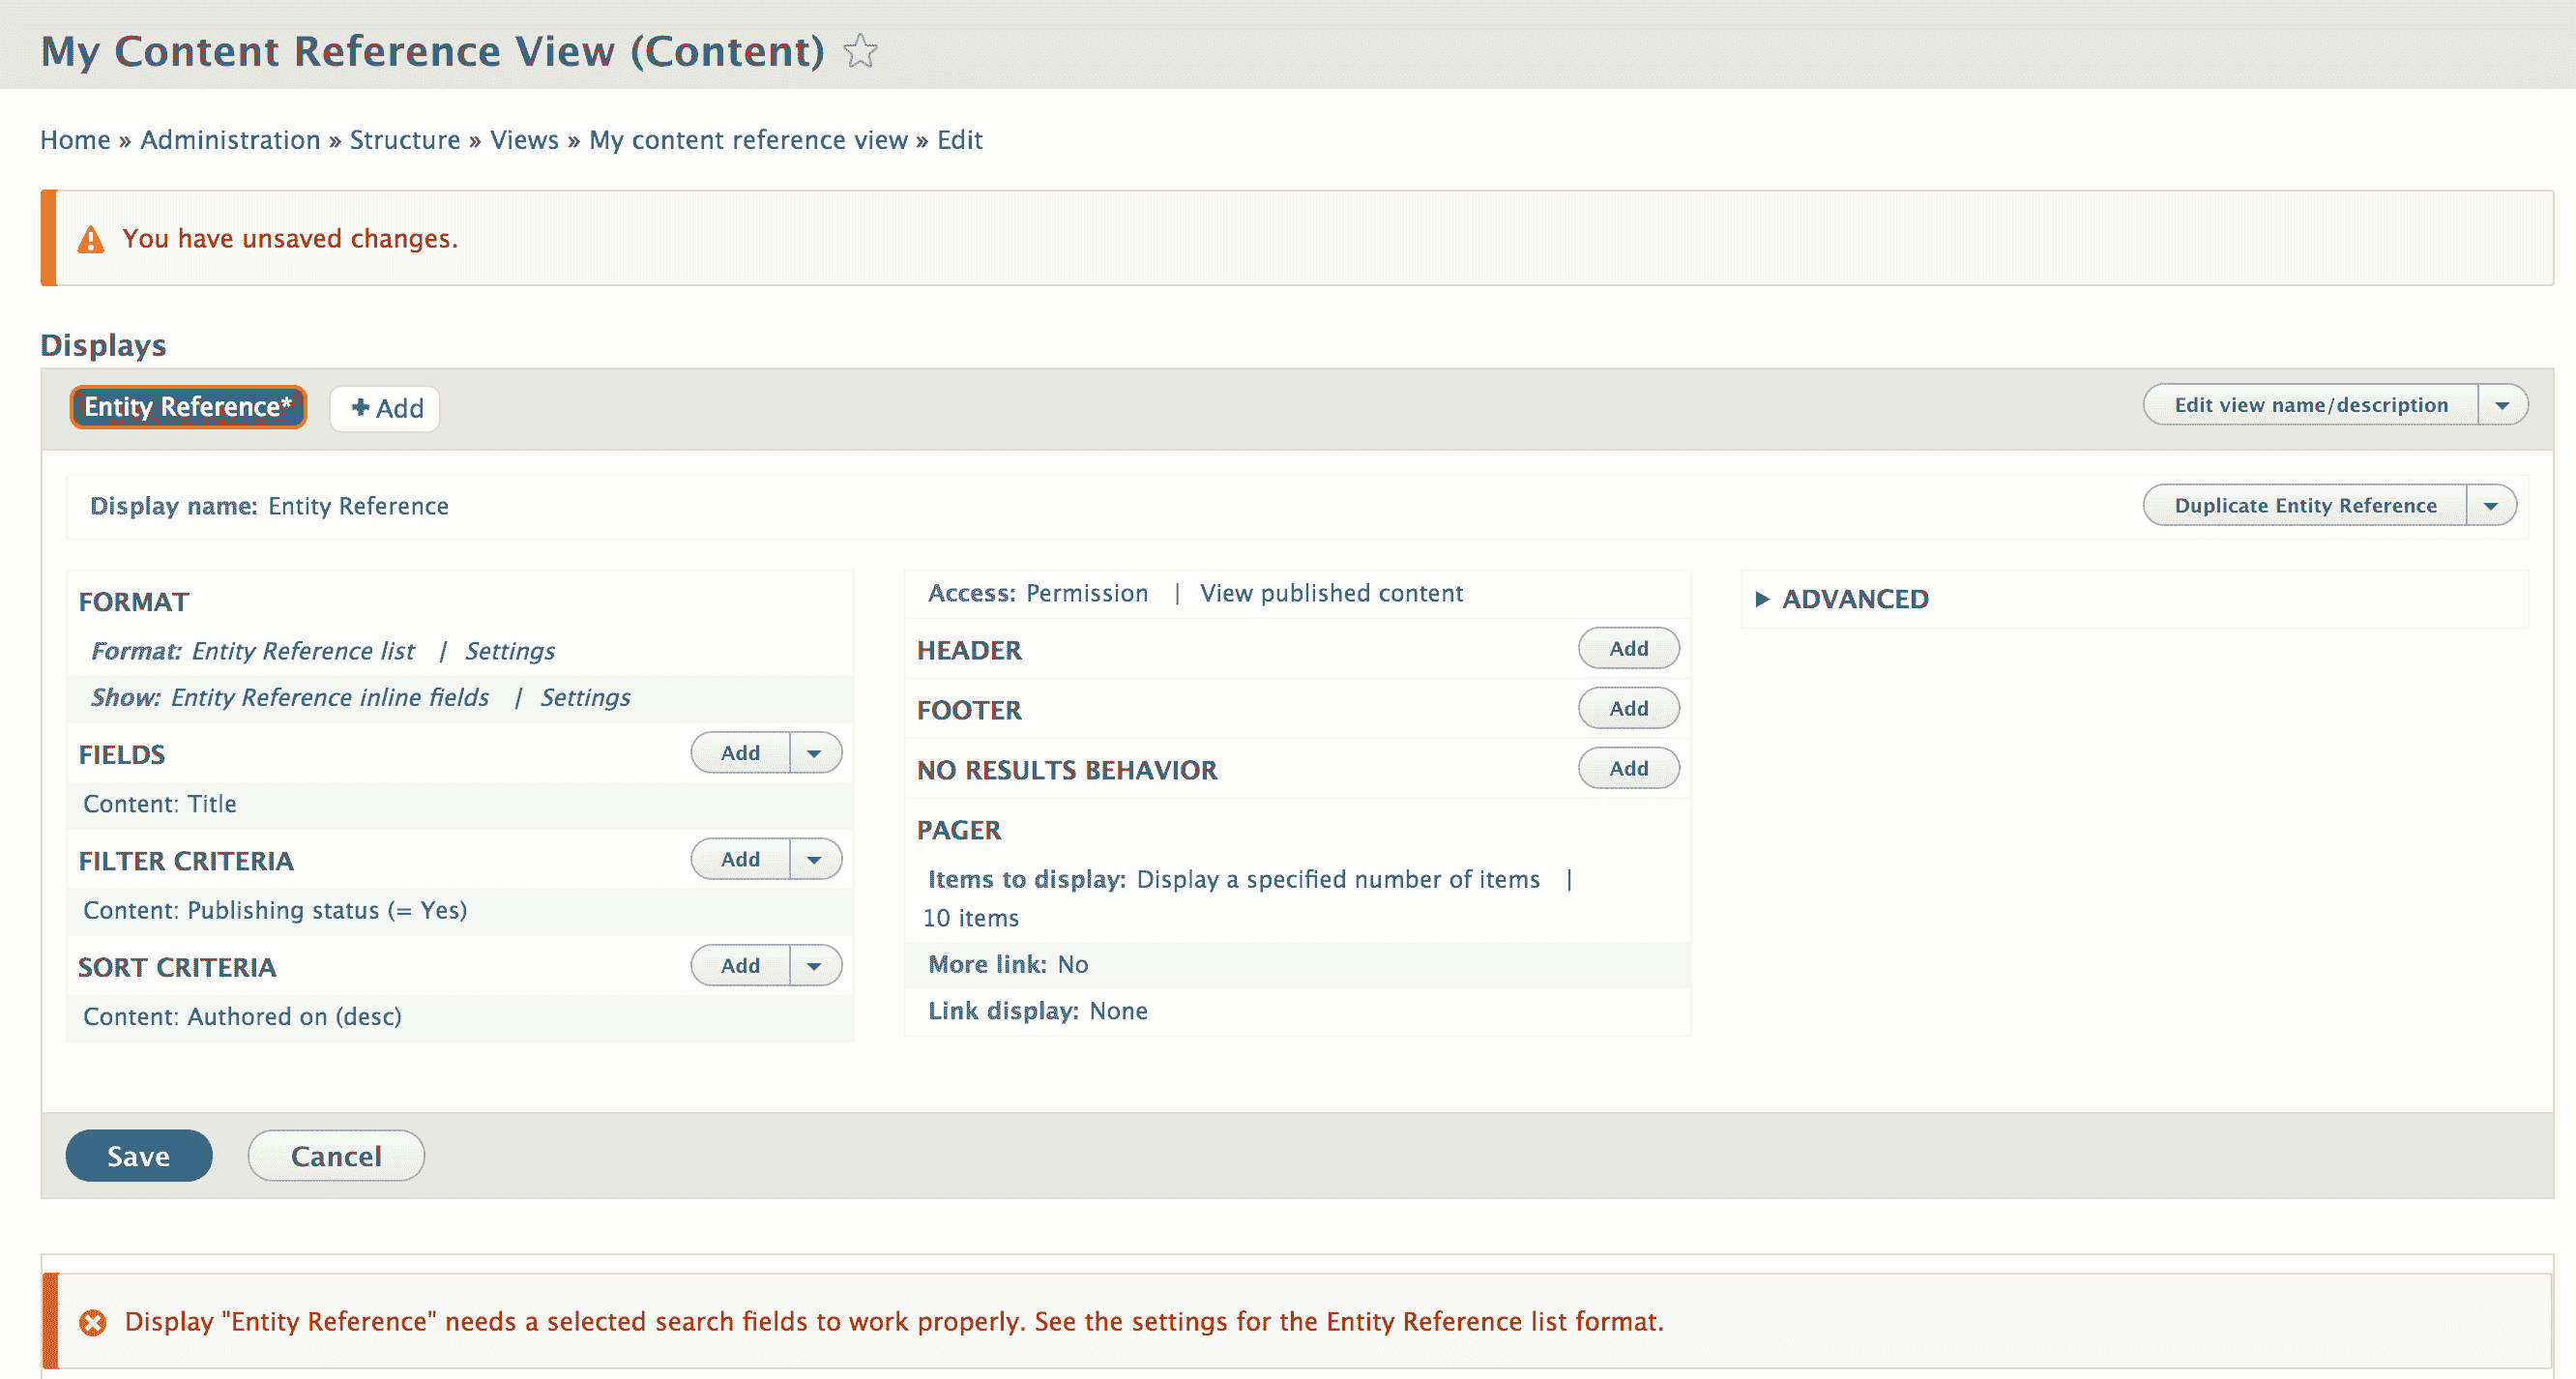 My Content Reference View (Content)
Home » Administration » Structure » Views » My content reference view » Edit
You have unsaved changes.
Displays
Entity Reference*
Add
Edit view name/description
Display name: Entity Reference
Duplicate Entity Reference
FORMAT
Format: Entity Reference list | Settings
Show: Entity Reference inline fields | Settings
FIELDS
Add
Content: Title
FILTER CRITERIA
Add
Content: Publishing status (= Yes)
SORT CRITERIA
Add
Content: Authored on (desc)
Access: Permission | View published content
HEADER
Add
FOOTER
Add
NO RESULTS BEHAVIOR
Add
PAGER
Items to display: Display a specified number of items |
10 items
More link: No
Link display: None
ADVANCED
Save
Cancel
Display "Entity Reference" needs a selected search fields to work properly. See the settings for the Entity Reference list format.